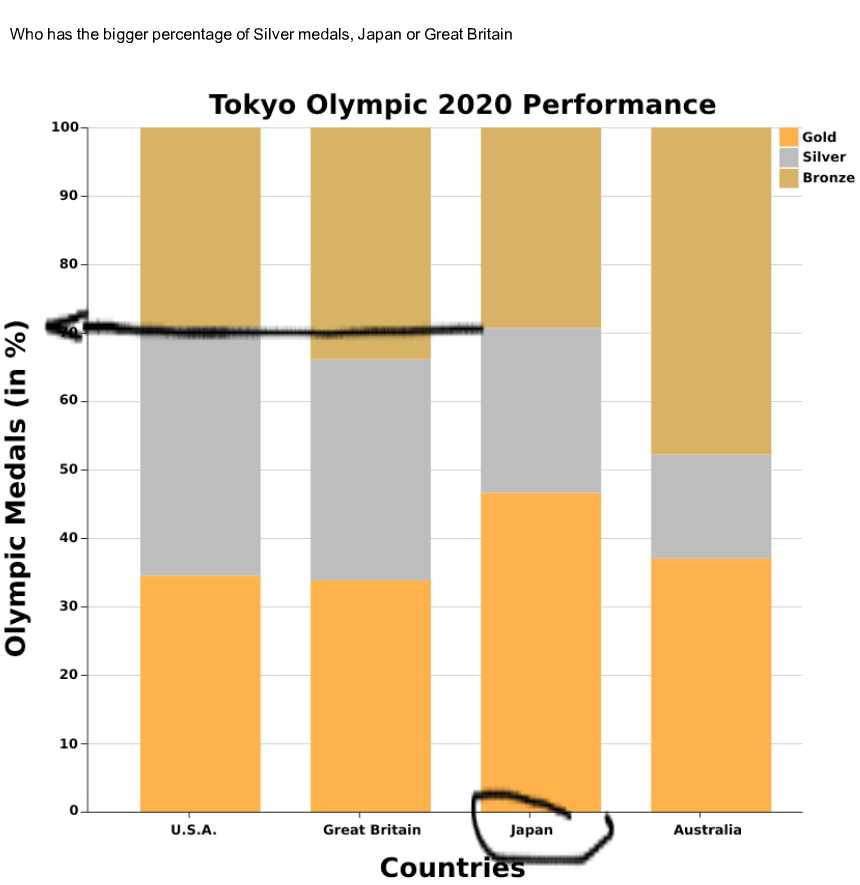 Who has the bigger percentage of Silver medals, Japan or Great Britain
Tokyo Olympic 2020 Performance
Gold
Silver
Bronze
Olympic Medals (in %)
100
90
80
70
60
50
40
30
20
10
0
U.S.A. Great Britain Japan Australia
Countries